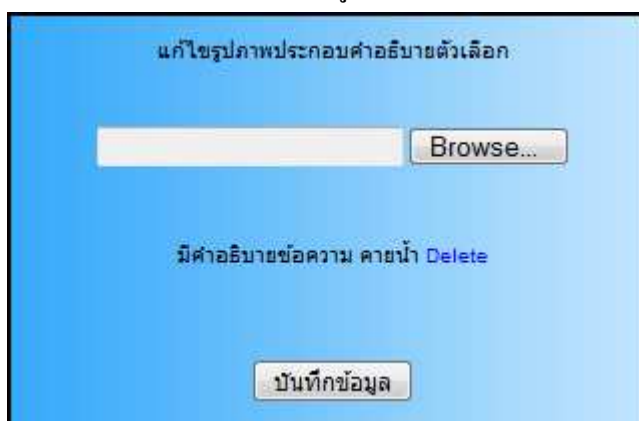 แก้ไขรูปภาพประกอบคำอธิบายตัวเลือก
Browse...
มีคำอธิบายข้อความ คายน้ำ Delete
บันทึกข้อมูล